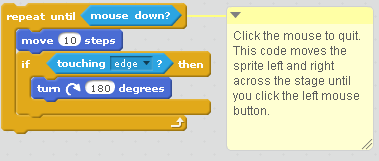 repeat until mouse down?
move 10 steps
if touching edge ? then
turn 180 degrees
Click the mouse to quit.
This code moves the
sprite left and right
across the stage until
you click the left mouse
button.